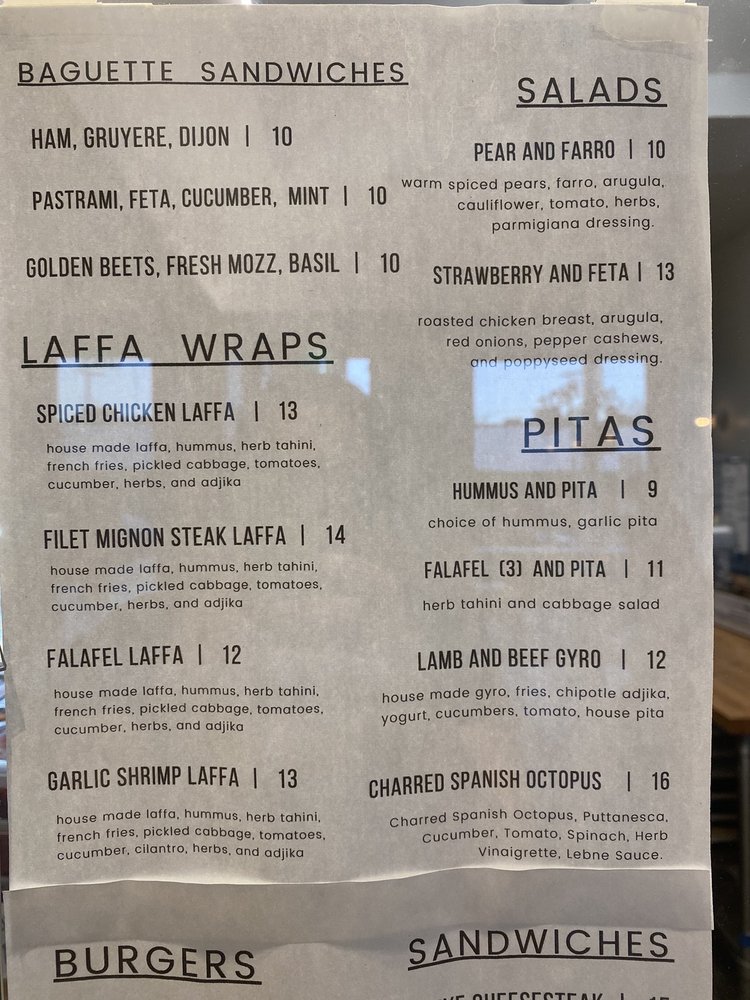 BAGUETTE SANDWICHES
HAM, GRUYERE, DIJON | 10
PASTRAMI, FETA, CUCUMBER, MINT | 10
GOLDEN BEETS, FRESH MOZZ, BASIL | 10
LAFFA WRAPS
SPICED CHICKEN LAFFA | 13
house made laffa, hummus, herb tahini,
french fries, pickled cabbage, tomatoes,
cucumber, herbs, and adjika
FILET MIGNON STEAK LAFFA | 14
house made laffa, hummus, herb tahini,
french fries, pickled cabbage, tomatoes,
cucumber, herbs, and adjika
FALAFEL LAFFA | 12
house made laffa, hummus, herb tahini,
french fries, pickled cabbage, tomatoes,
cucumber, herbs, and adjika
GARLIC SHRIMP LAFFA | 13
house made laffa, hummus, herb tahini,
french fries, pickled cabbage, tomatoes,
cucumber, cilantro, herbs, and adjika
BURGERS
SALADS
PEAR AND FARRO | 10
warm spiced pears, farro, arugula,
cauliflower, tomato, herbs,
parmigiana dressing.
STRAWBERRY AND FETA | 13
roasted chicken breast, arugula,
red onions, pepper cashews,
and poppyseed dressing.
PITAS
HUMMUS AND PITA | 9
choice of hummus, garlic pita
FALAFEL (3) AND PITA | 11
herb tahini and cabbage salad
LAMB AND BEEF GYRO | 12
house made gyro, fries, chipotle adjika,
yogurt, cucumbers, tomato, house pita
CHARRED SPANISH OCTOPUS | 16
Charred Spanish Octopus, Puttanesca,
Cucumber, Tomato, Spinach, Herb
Vinaigrette, Lebne Sauce.
SANDWICHES
CHEESESTEAK |